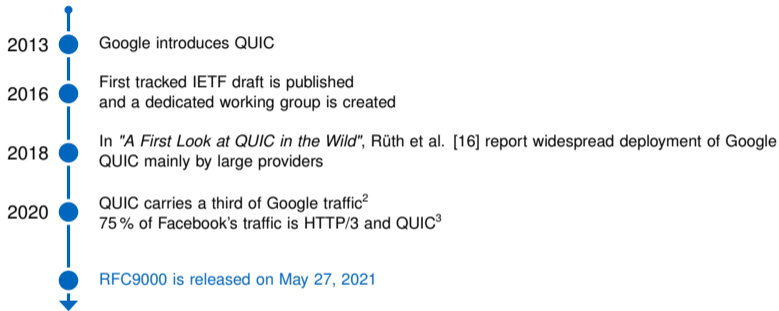 2013 Google introduces QUIC
2016 First tracked IETF draft is published
and a dedicated working group is created
2018 In "A First Look at QUIC in the Wild", Rüth et al. [16] report widespread deployment of Google
QUIC mainly by large providers
2020 QUIC carries a third of Google traffic²
75 % of Facebook's traffic is HTTP/3 and QUIC³
RFC9000 is released on May 27, 2021